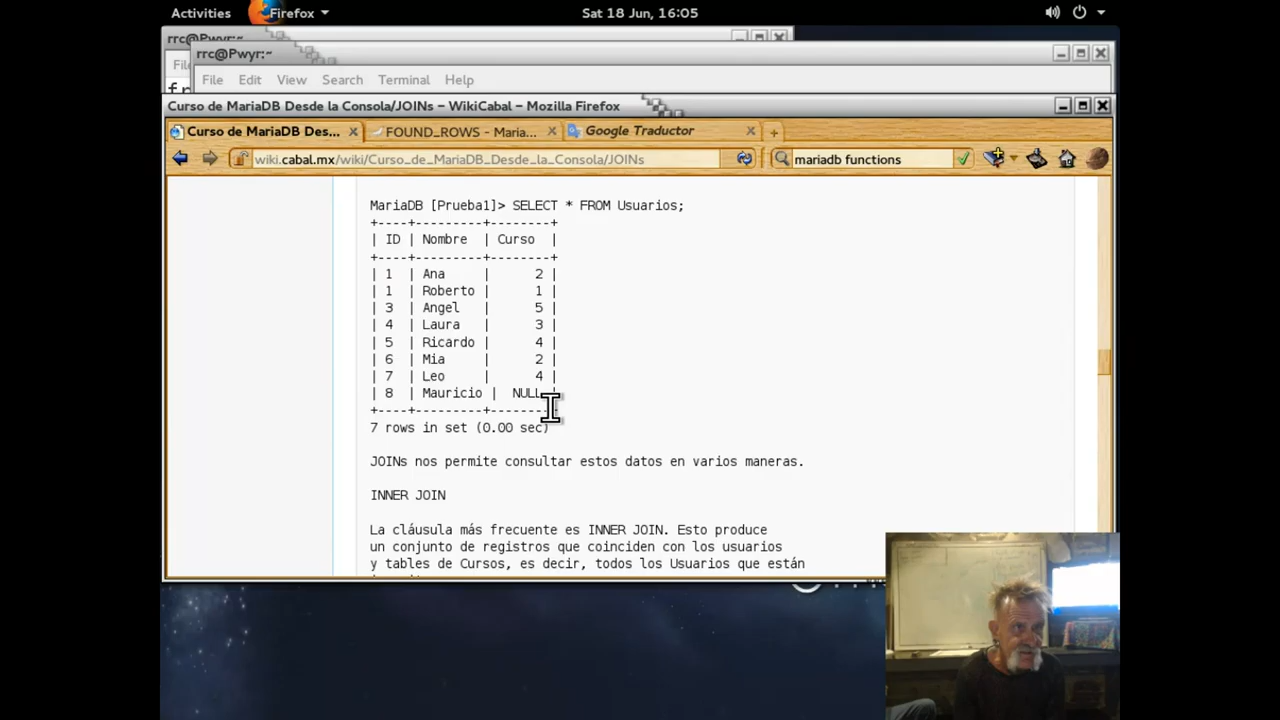 Activities Firefox Sat 18 Jun, 16:05
rrc@Pwyr:~
rrc@Pwyr:~
File Edit View Search Terminal Help
Curso de MariaDB Desde la Consola/JOINs – WikiCabal – Mozilla Firefox
Curso de MariaDB Des... FOUND_ROWS - Maria... Google Traductor
wiki.cabal.mx/wiki/Curso_de_MariaDB_Desde_la_Consola/JOINs mariadb functions
MariaDB [Prueba1]> SELECT * FROM Usuarios;
+----+---------+--------+
| ID | Nombre | Curso |
+----+---------+--------+
| 1 | Ana | 2 |
| 1 | Roberto | 1 |
| 3 | Angel | 5 |
| 4 | Laura | 3 |
| 5 | Ricardo | 4 |
| 6 | Mia | 2 |
| 7 | Leo | 4 |
| 8 | Mauricio | NULL |
+----+---------+--------+
7 rows in set (0.00 sec)
JOINs nos permite consultar estos datos en varios maneras.
INNER JOIN
La cláusula más frecuente es INNER JOIN. Esto produce
un conjunto de registros que coinciden con los usuarios
y tables de Cursos, es decir, todos los Usuarios que están